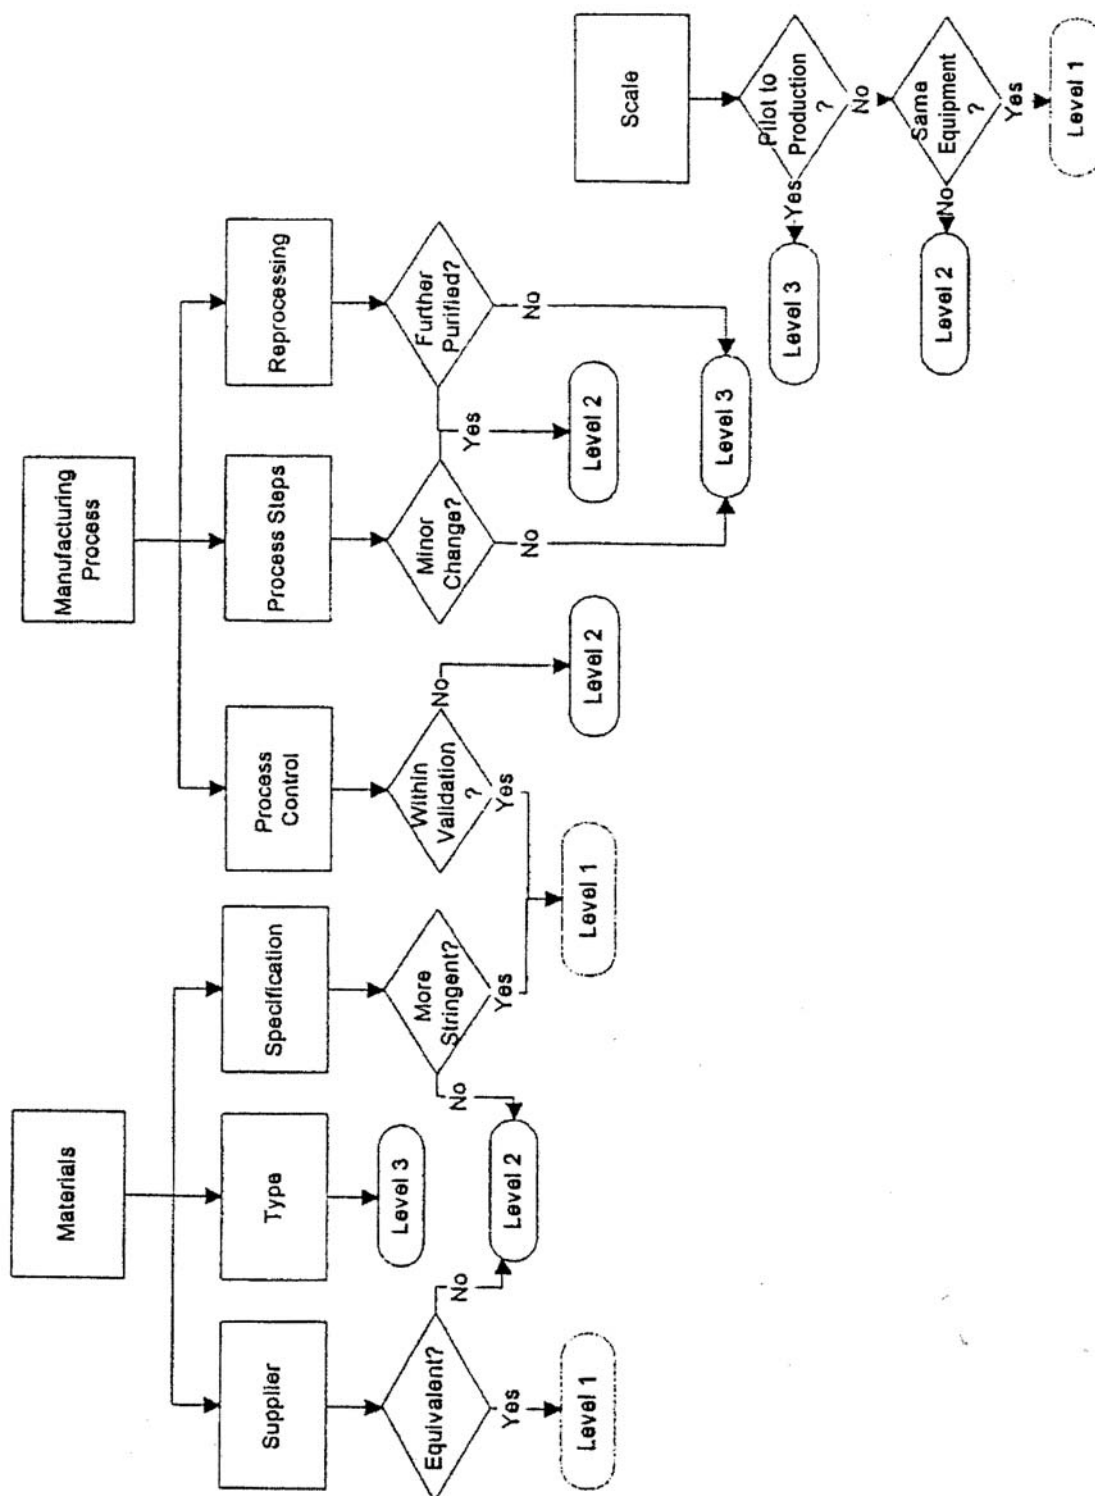 Materials
Supplier
Type
Specification
Equivalent?
Level 3
More
Stringent?
No
No
Yes
Yes
Level 2
Level 1
Manufacturing
Process
Process
Control
Process Steps
Reprocessing
Within
Validation
?
Minor
Change?
Further
Purified?
Yes
No
Yes
No
No
Level 1
Level 2
Level 2
Level 3
Scale
Pilot to
Production
?
Yes
No
Level 3
Same
Equipment
?
No
Yes
Level 2
Level 1